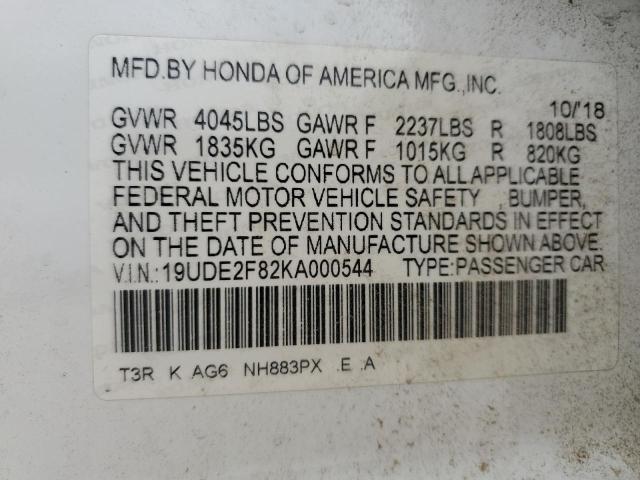 MFD.BY HONDA OF AMERICA MFG.,INC.
10/'18
GVWR 4045LBS GAWR F 2237LBS R 1808LBS
GVWR 1835KG GAWR F 1015KG R 820KG
THIS VEHICLE CONFORMS TO ALL APPLICABLE
FEDERAL MOTOR VEHICLE SAFETY , BUMPER,
AND THEFT PREVENTION STANDARDS IN EFFECT
ON THE DATE OF MANUFACTURE SHOWN ABOVE.
V.I.N.:19UDE2F82KA000544 TYPE:PASSENGER CAR
T3R K AG6 NH883PX .E .A